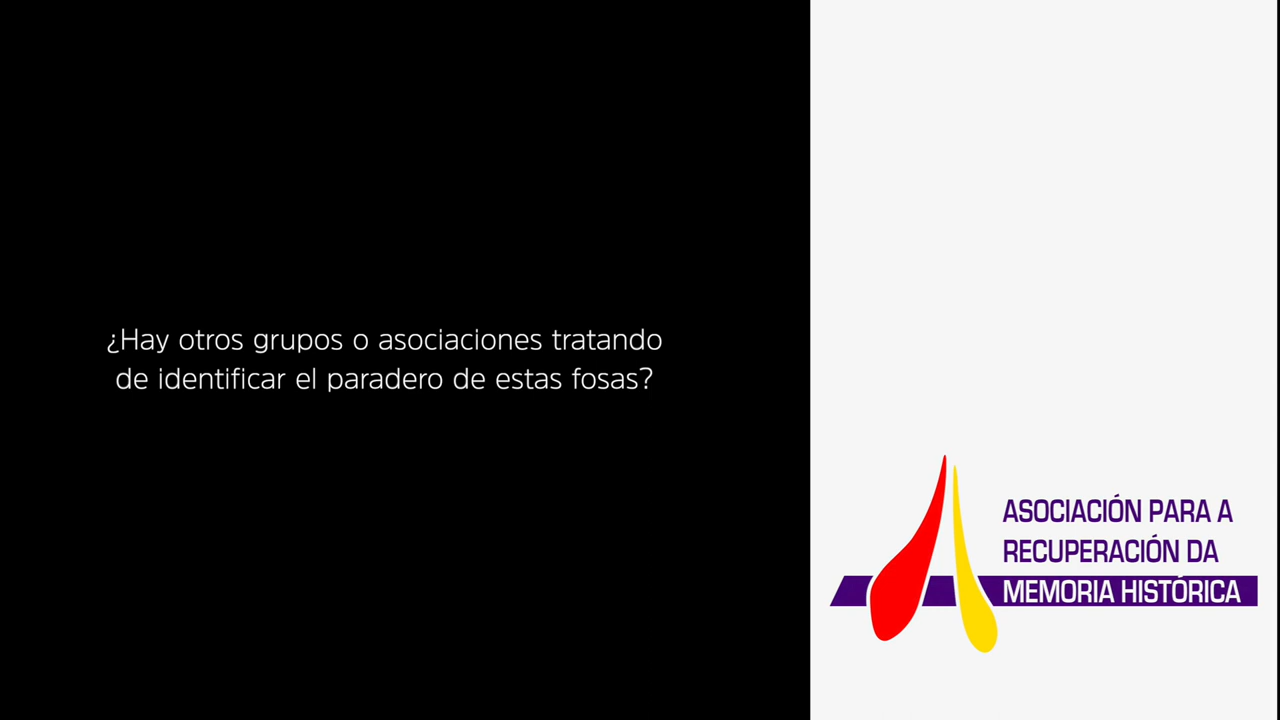 ¿Hay otros grupos o asociaciones tratando
de identificar el paradero de estas fosas?
ASOCIACIÓN PARA A
RECUPERACIÓN DA
MEMORIA HISTÓRICA